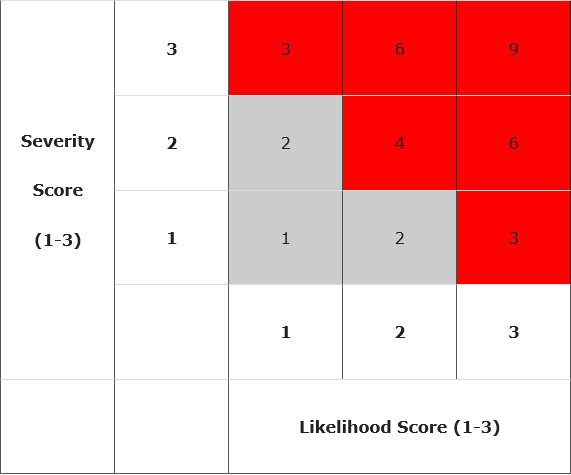 3 3 6 9
Severity
2 2 4 6
Score
(1-3)
1 1 2 3
1 2 3
Likelihood Score (1-3)